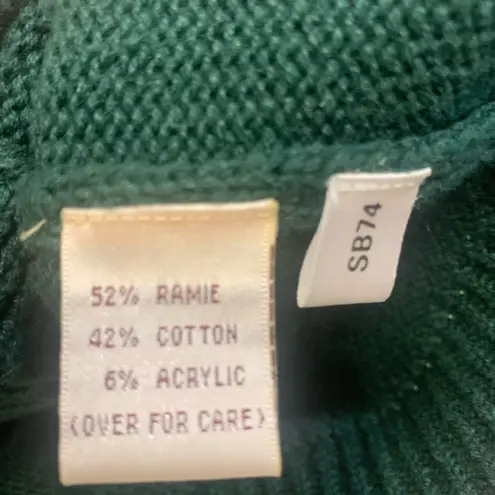 52% RAMIE
42% COTTON
6% ACRYLIC
(OVER FOR CARE)
SB74